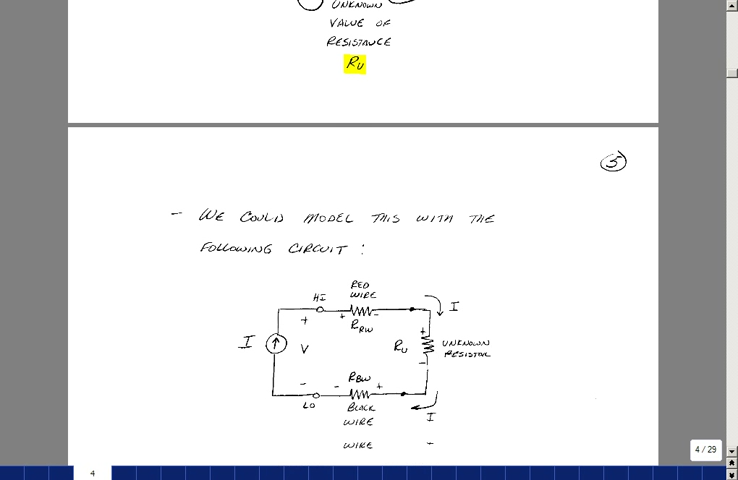 UNKNOWN
VALUE OF
RESISTANCE
RU
5
- WE COULD MODEL THIS WITH THE
FOLLOWING CIRCUIT :
RED
WIRE
HI
I
+ -
RRW
+
I
V
+
RU
UNKNOWN
RESISTOR
-
-
RBW
- +
LO
BLACK
WIRE
I
WIRE
4 / 29
4